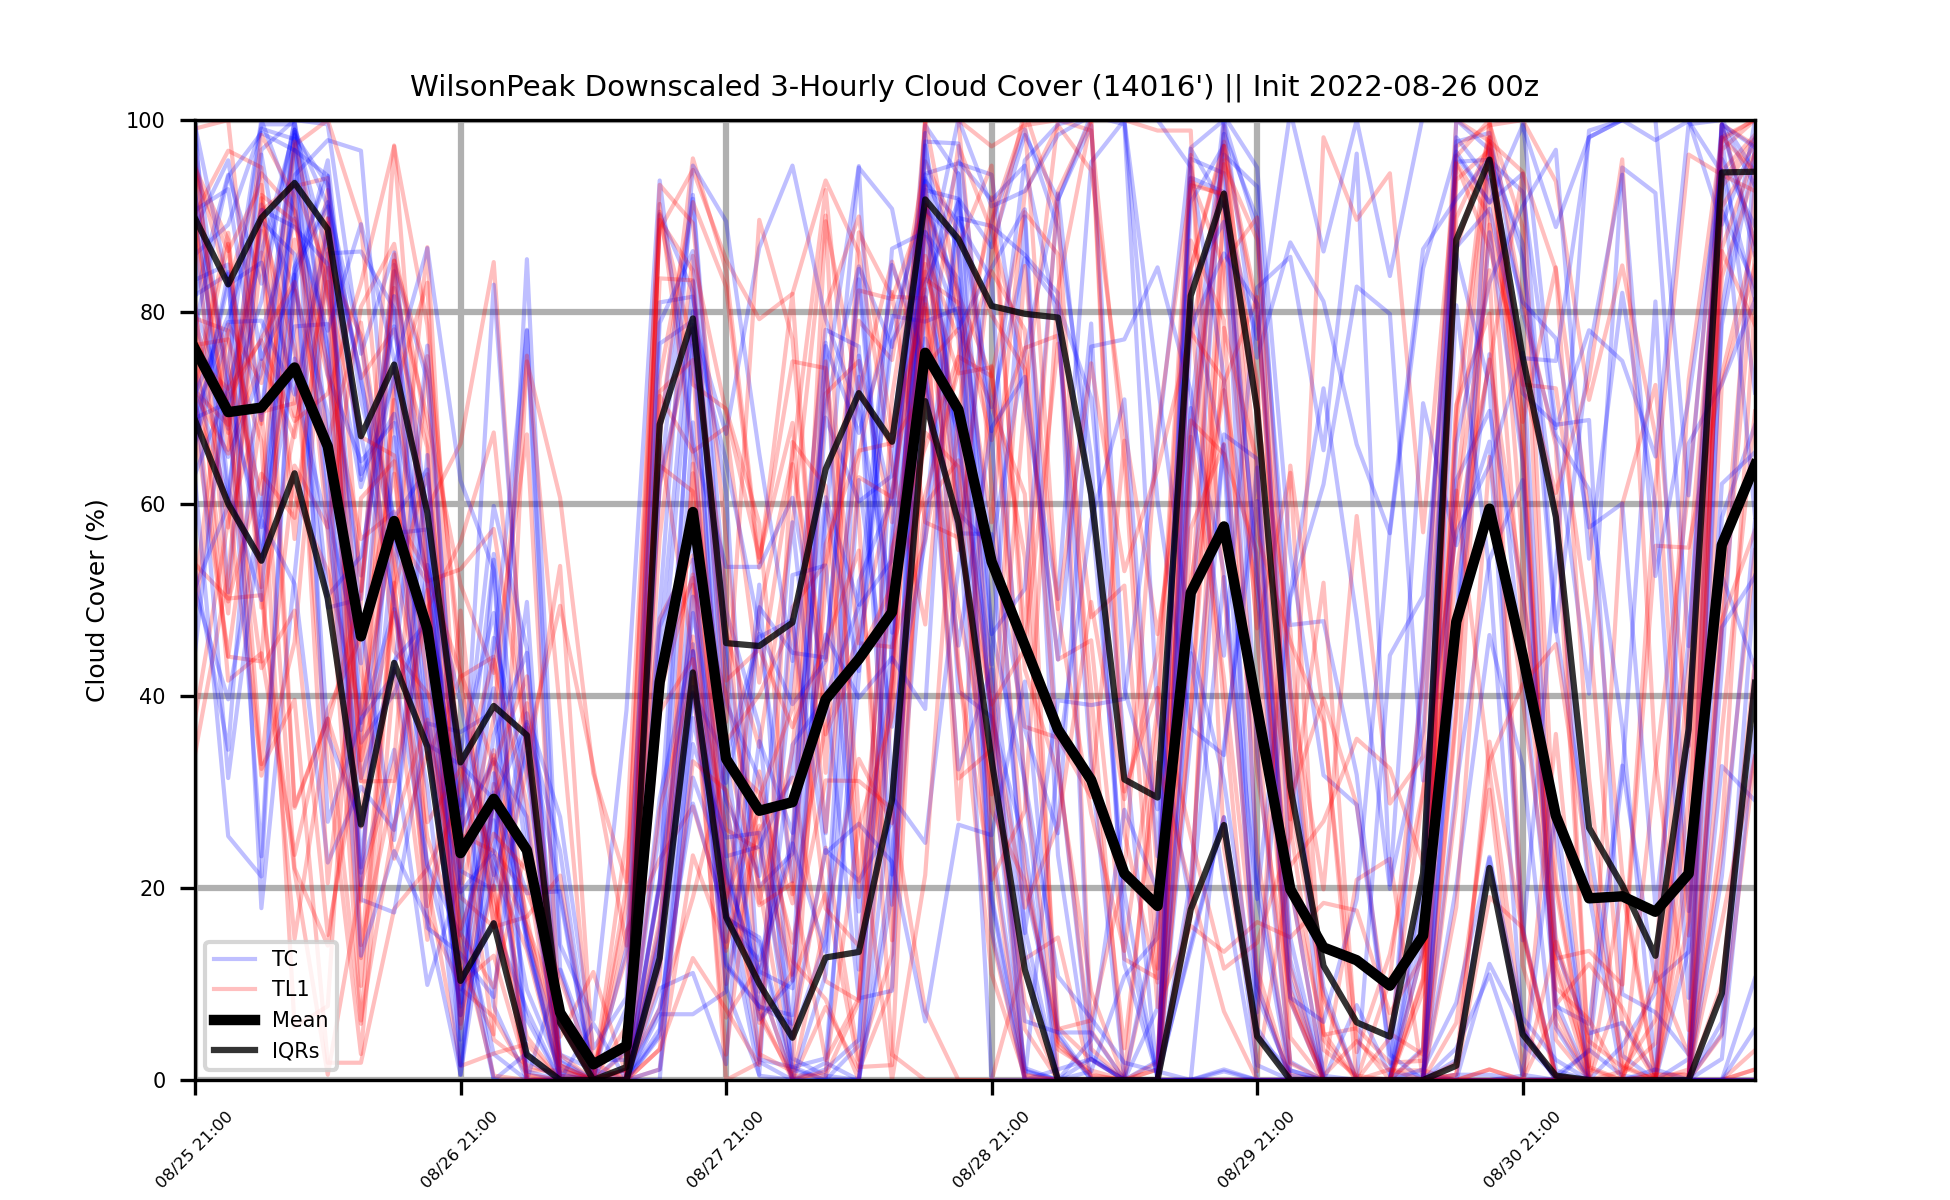 WilsonPeak Downscaled 3-Hourly Cloud Cover (14016') || Init 2022-08-26 00z
Cloud Cover (%)
100
80
60
40
20
0
TC
TL1
Mean
IQRs
08/25 21:00
08/26 21:00
08/27 21:00
08/28 21:00
08/29 21:00
08/30 21:00